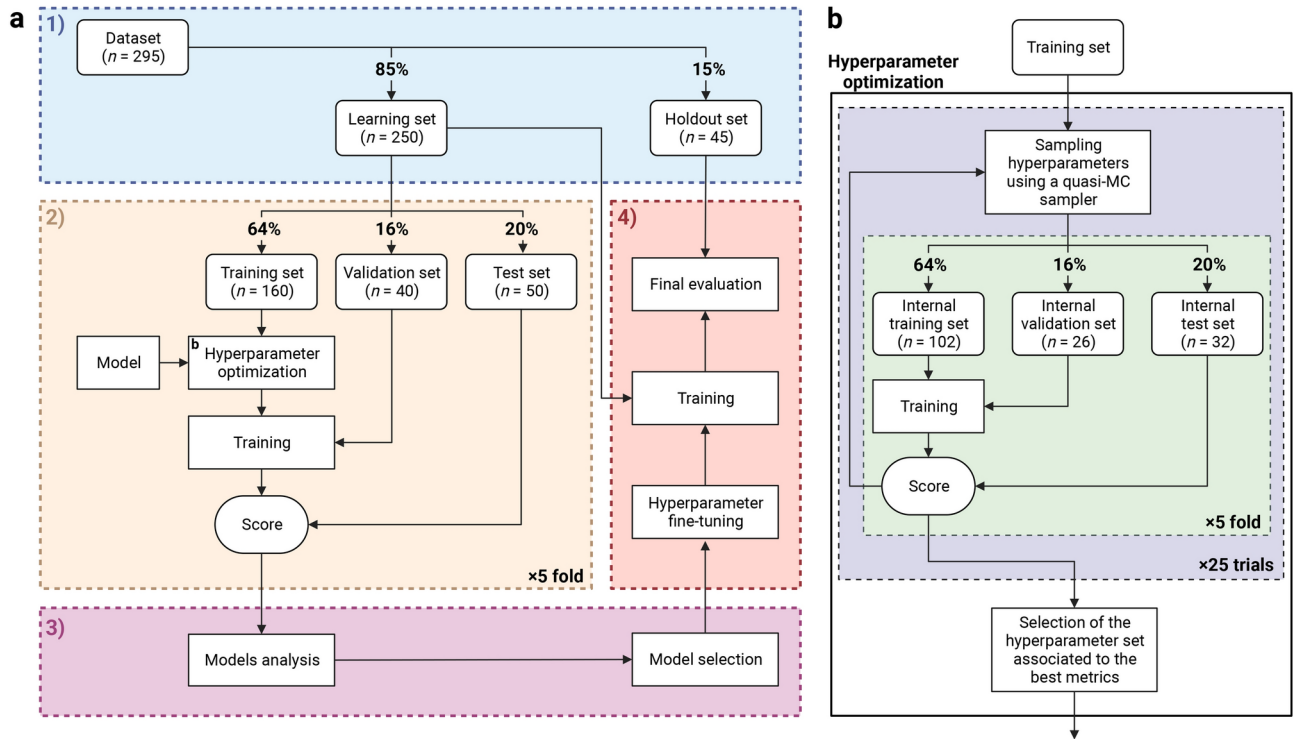 a
1)
Dataset
(n = 295)
85%
15%
Learning set
(n = 250)
Holdout set
(n = 45)
2)
64%
16%
20%
Training set
(n = 160)
Validation set
(n = 40)
Test set
(n = 50)
Model
b
Hyperparameter
optimization
Training
Score
×5 fold
4)
Final evaluation
Training
Hyperparameter
fine-tuning
3)
Models analysis
Model selection
b
Training set
Hyperparameter
optimization
Sampling
hyperparameters
using a quasi-MC
sampler
64%
16%
20%
Internal
training set
(n = 102)
Internal
validation set
(n = 26)
Internal
test set
(n = 32)
Training
Score
×5 fold
×25 trials
Selection of the
hyperparameter set
associated to the
best metrics